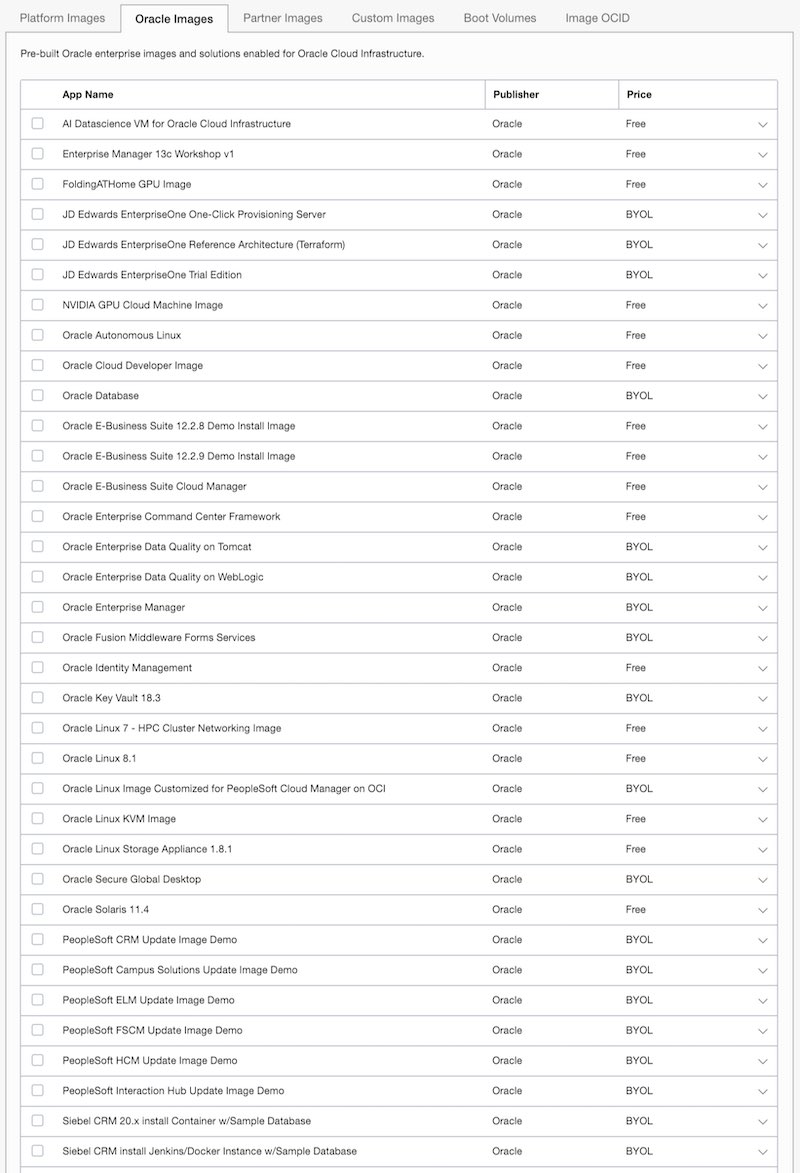 Platform Images Oracle Images Partner Images Custom Images Boot Volumes Image OCID
Pre-built Oracle enterprise images and solutions enabled for Oracle Cloud Infrastructure.
App Name Publisher Price
AI Datascience VM for Oracle Cloud Infrastructure Oracle Free
Enterprise Manager 13c Workshop v1 Oracle Free
FoldingATHome GPU Image Oracle Free
JD Edwards EnterpriseOne One-Click Provisioning Server Oracle BYOL
JD Edwards EnterpriseOne Reference Architecture (Terraform) Oracle BYOL
JD Edwards EnterpriseOne Trial Edition Oracle BYOL
NVIDIA GPU Cloud Machine Image Oracle Free
Oracle Autonomous Linux Oracle Free
Oracle Cloud Developer Image Oracle Free
Oracle Database Oracle BYOL
Oracle E-Business Suite 12.2.8 Demo Install Image Oracle Free
Oracle E-Business Suite 12.2.9 Demo Install Image Oracle Free
Oracle E-Business Suite Cloud Manager Oracle Free
Oracle Enterprise Command Center Framework Oracle Free
Oracle Enterprise Data Quality on Tomcat Oracle BYOL
Oracle Enterprise Data Quality on WebLogic Oracle BYOL
Oracle Enterprise Manager Oracle BYOL
Oracle Fusion Middleware Forms Services Oracle BYOL
Oracle Identity Management Oracle Free
Oracle Key Vault 18.3 Oracle BYOL
Oracle Linux 7 - HPC Cluster Networking Image Oracle Free
Oracle Linux 8.1 Oracle Free
Oracle Linux Image Customized for PeopleSoft Cloud Manager on OCI Oracle BYOL
Oracle Linux KVM Image Oracle Free
Oracle Linux Storage Appliance 1.8.1 Oracle Free
Oracle Secure Global Desktop Oracle BYOL
Oracle Solaris 11.4 Oracle Free
PeopleSoft CRM Update Image Demo Oracle BYOL
PeopleSoft Campus Solutions Update Image Demo Oracle BYOL
PeopleSoft ELM Update Image Demo Oracle BYOL
PeopleSoft FSCM Update Image Demo Oracle BYOL
PeopleSoft HCM Update Image Demo Oracle BYOL
PeopleSoft Interaction Hub Update Image Demo Oracle BYOL
Siebel CRM 20.x install Container w/Sample Database Oracle BYOL
Siebel CRM install Jenkins/Docker Instance w/Sample Database Oracle BYOL